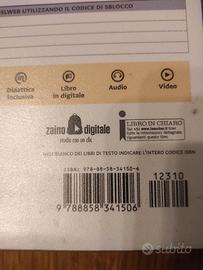 SELWEB UTILIZZANDO IL CODICE DI SBLOCCO
Didattica Inclusiva
Libro in digitale
Audio
Video
zaino digitale
LIBRO IN CHIARO
NELL'ELENCO DEI LIBRI DI TESTO INDICARE L'INTERO CODICE ISBN
ISBN: 978-88-58-34150-6
12310
9 788858 341506
subito